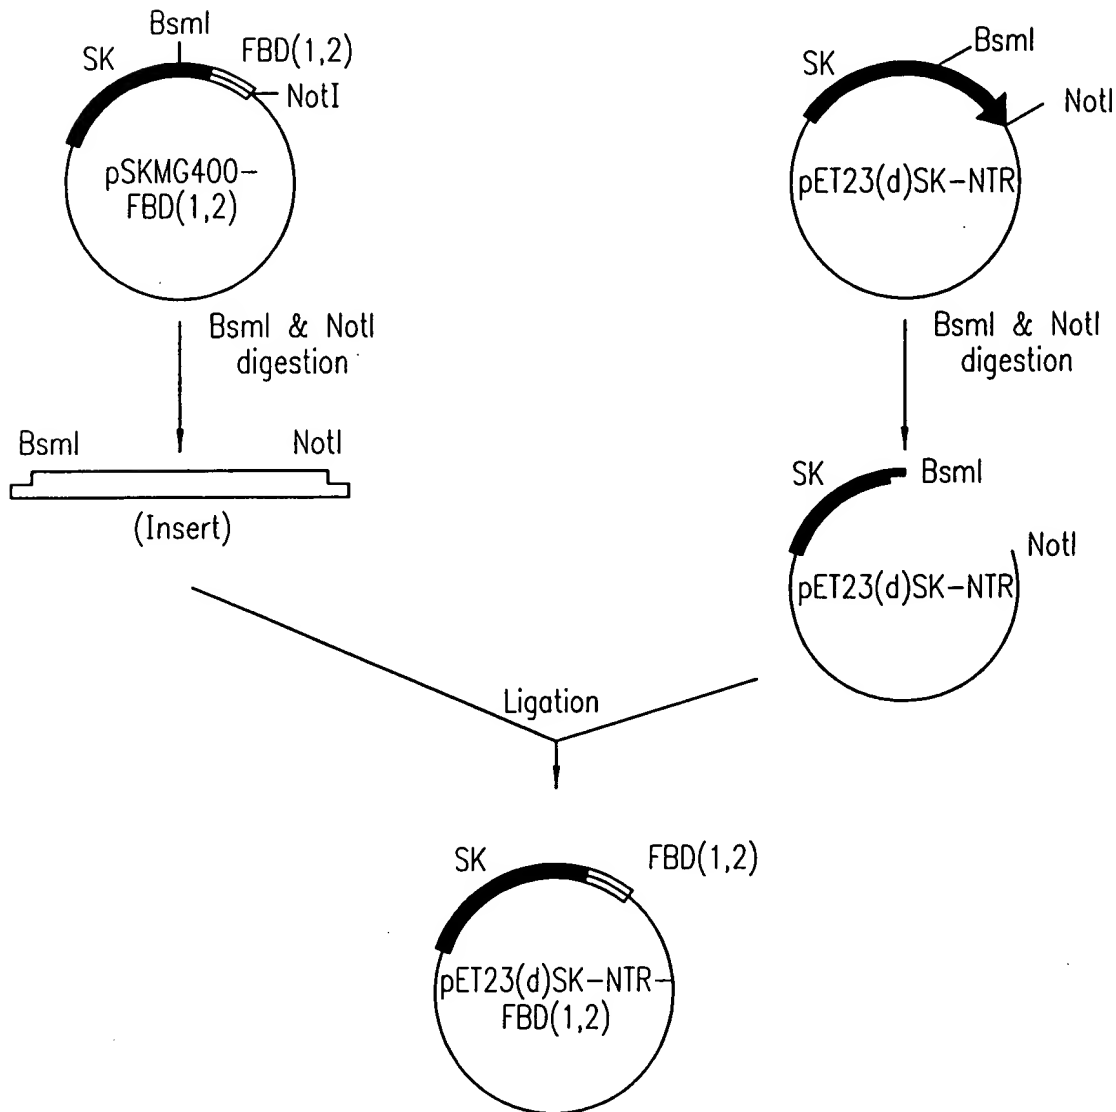 BsmI
SK
FBD(1,2)
NotI
pSKMG400-
FBD(1,2)
BsmI & NotI
digestion
BsmI
NotI
(Insert)
SK
BsmI
NotI
pET23(d)SK-NTR
BsmI & NotI
digestion
SK
BsmI
NotI
pET23(d)SK-NTR
Ligation
SK
FBD(1,2)
pET23(d)SK-NTR-
FBD(1,2)